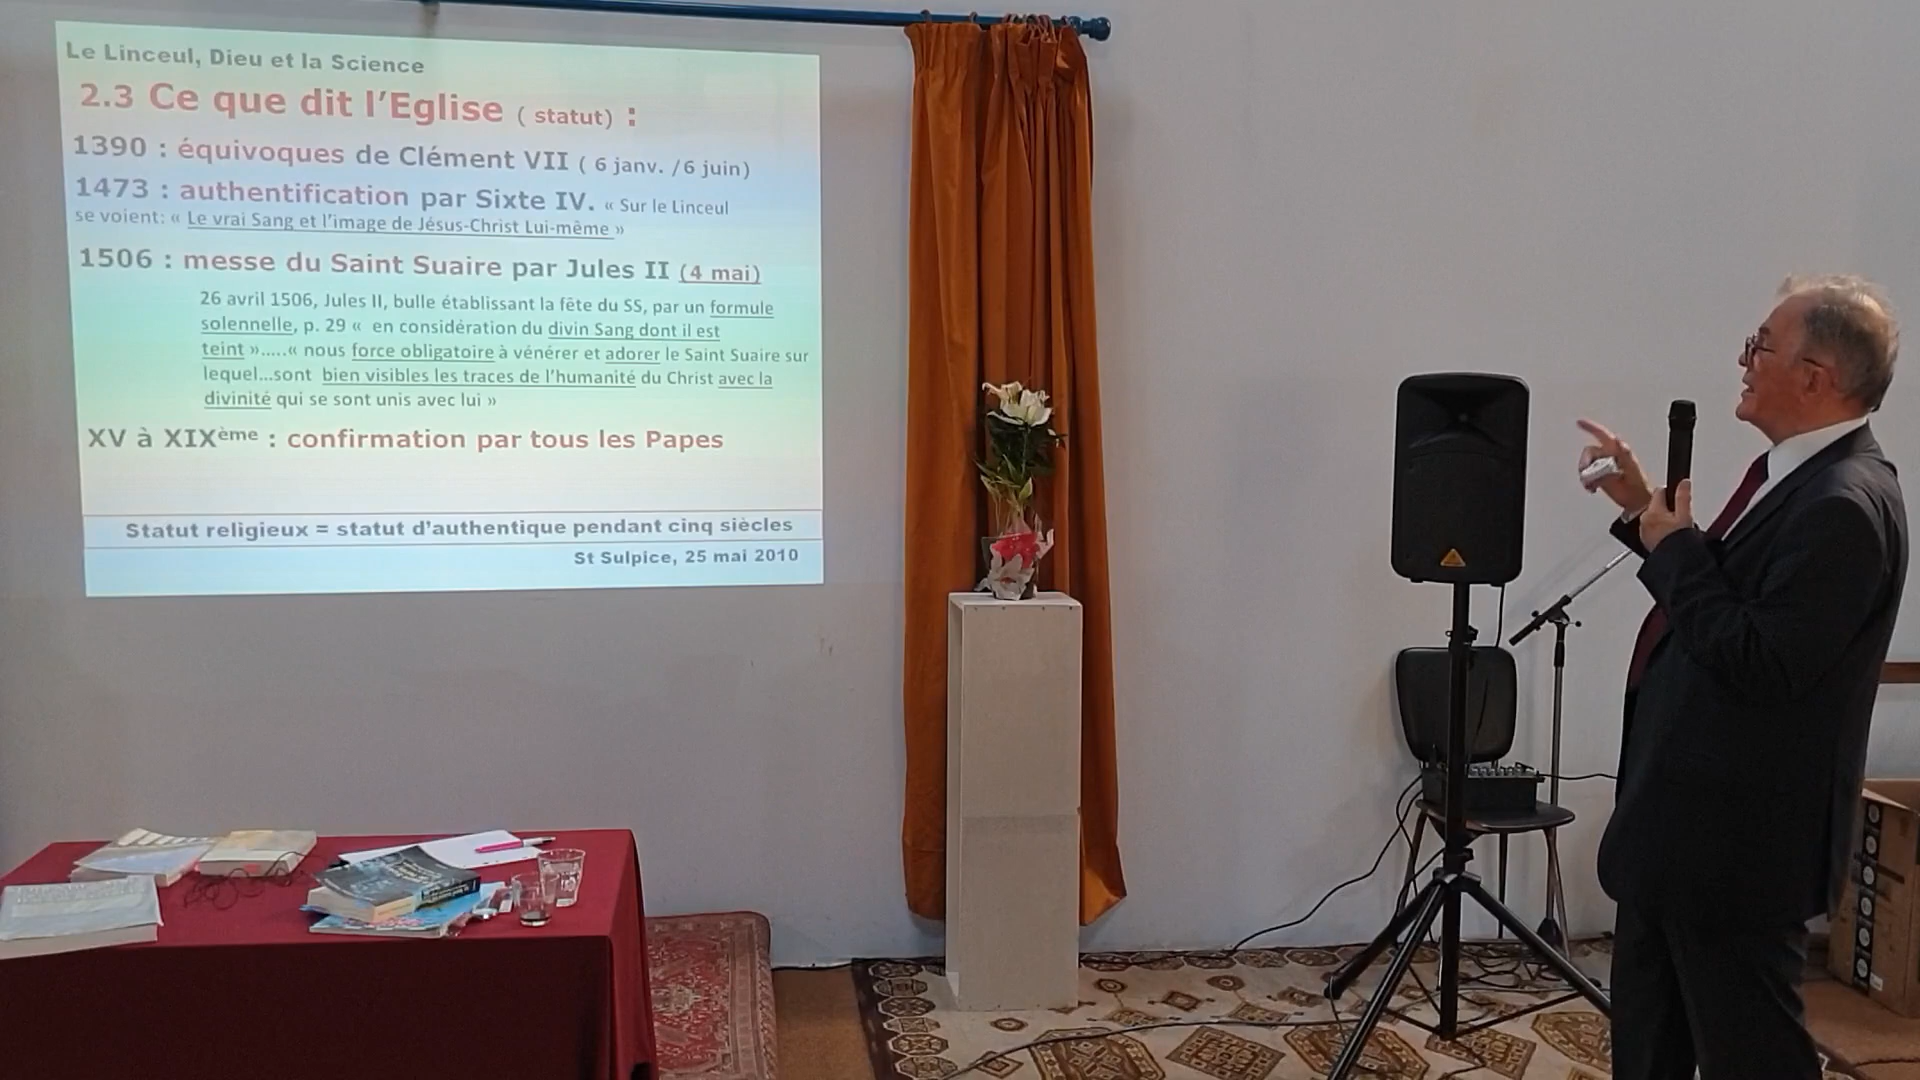 Le Linceul, Dieu et la Science
2.3 Ce que dit l’Eglise ( statut) :
1390 : équivoques de Clément VII ( 6 janv. /6 juin)
1473 : authentification par Sixte IV. « Sur le Linceul
se voient: « Le vrai Sang et l’image de Jésus-Christ Lui-même »
1506 : messe du Saint Suaire par Jules II (4 mai)
26 avril 1506, Jules II, bulle établissant la fête du SS, par un formule
solennelle, p. 29 « en considération du divin Sang dont il est
teint ».....« nous force obligatoire à vénérer et adorer le Saint Suaire sur
lequel...sont bien visibles les traces de l’humanité du Christ avec la
divinité qui se sont unis avec lui »
XV à XIXème : confirmation par tous les Papes
Statut religieux = statut d’authentique pendant cinq siècles
St Sulpice, 25 mai 2010